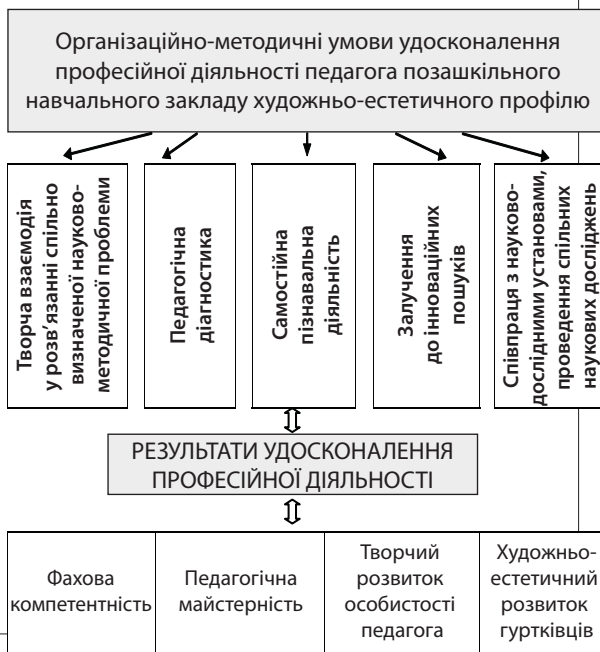 Організаційно-методичні умови удосконалення
професійної діяльності педагога позашкільного
навчального закладу художньо-естетичного профілю
Творча взаємодія
у розв’язанні спільно
визначеної науково-
методичної проблеми
Педагогічна
діагностика
Самостійна
пізнавальна
діяльність
Залучення
до інноваційних
пошуків
Співпраця з науково-
дослідними установами,
проведення спільних
наукових досліджень
РЕЗУЛЬТАТИ УДОСКОНАЛЕННЯ
ПРОФЕСІЙНОЇ ДІЯЛЬНОСТІ
Фахова
компетентність
Педагогічна
майстерність
Творчий
розвиток
особистості
педагога
Художньо-
естетичний
розвиток
гуртківців